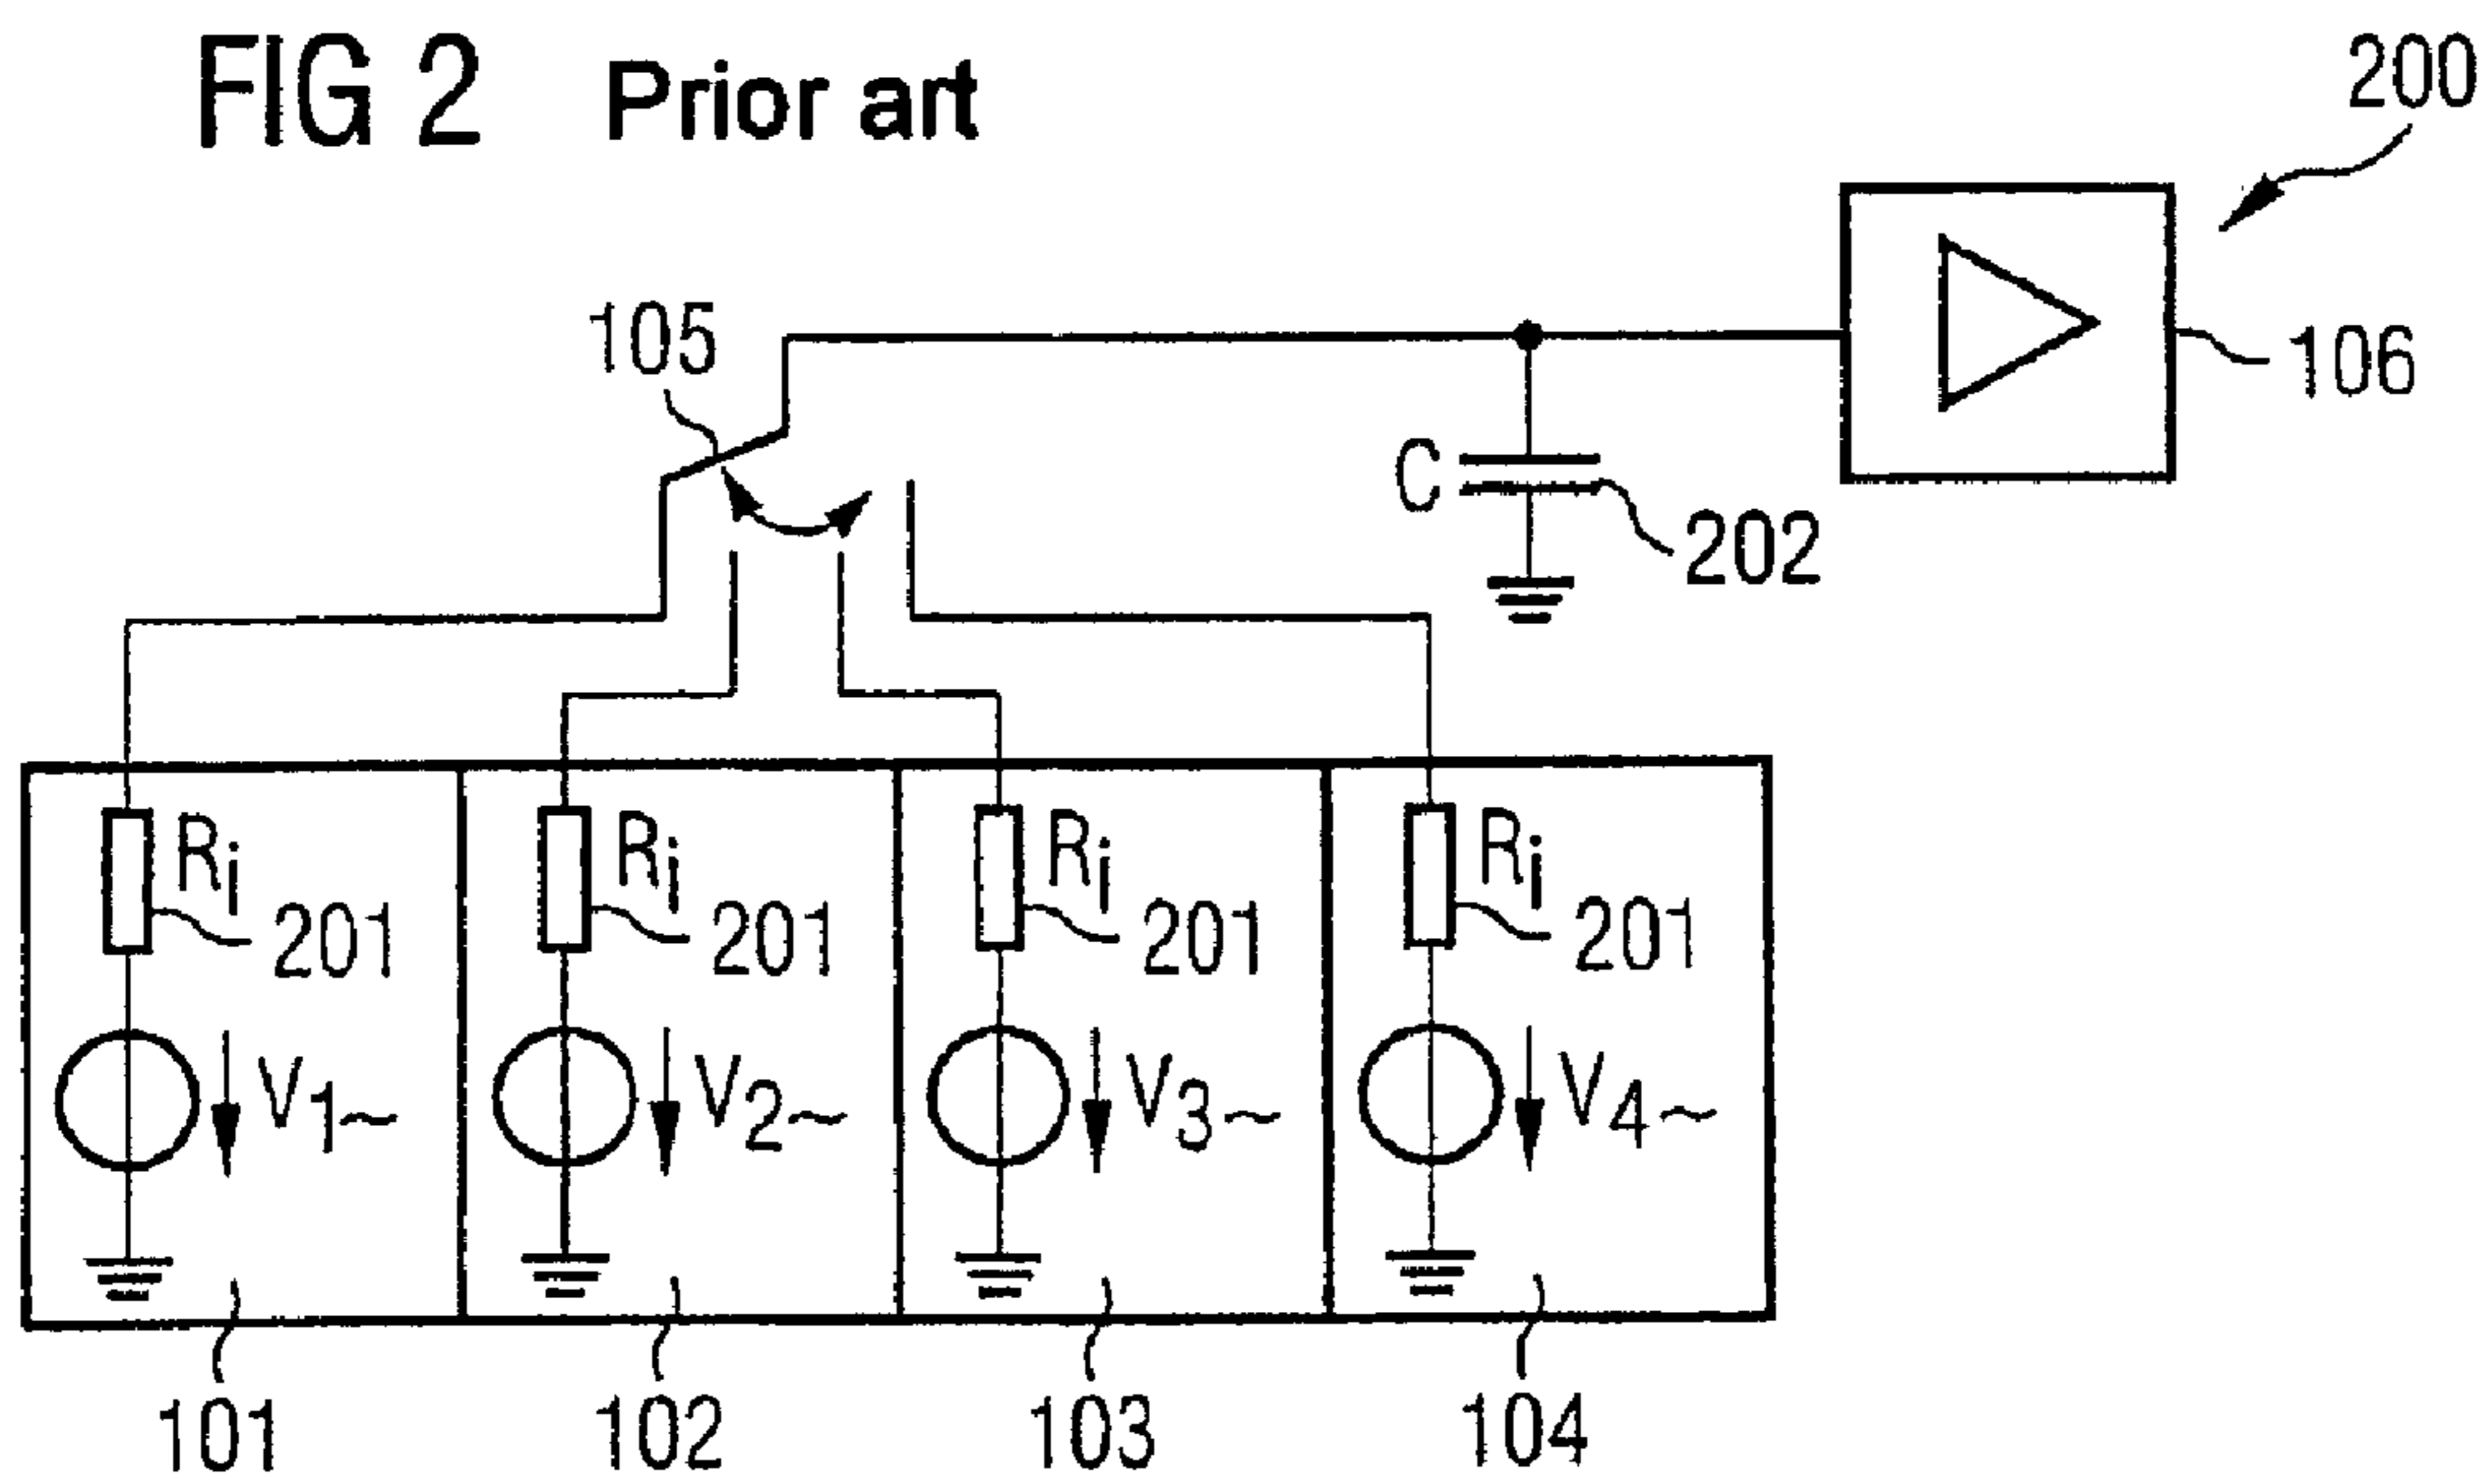 FIG 2 Prior art
200
105
106
C
202
Ri Ri Ri Ri
201 201 201 201
V1~ V2~ V3~ V4~
101 102 103 104